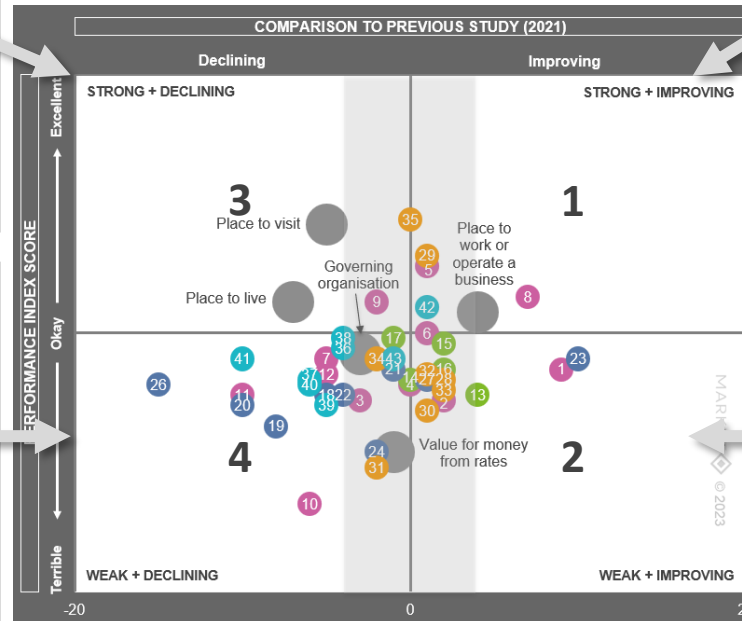 COMPARISON TO PREVIOUS STUDY (2021)
Declining
Improving
STRONG + DECLINING
STRONG + IMPROVING
Excellent
Okay
Terrible
PERFORMANCE INDEX SCORE
3
1
35
Place to visit
Place to
work or
operate a
business
29
5
Governing
organisation
Place to live
9
42
8
6
38
36
17
15
41
7
34
43
21
23
1
26
37
40
12
14
4
32
27
16
28
33
11
20
18
39
22
3
2
30
13
19
4
2
24
31
Value for money
from rates
10
© 2023
WEAK + DECLINING
WEAK + IMPROVING
-20
0